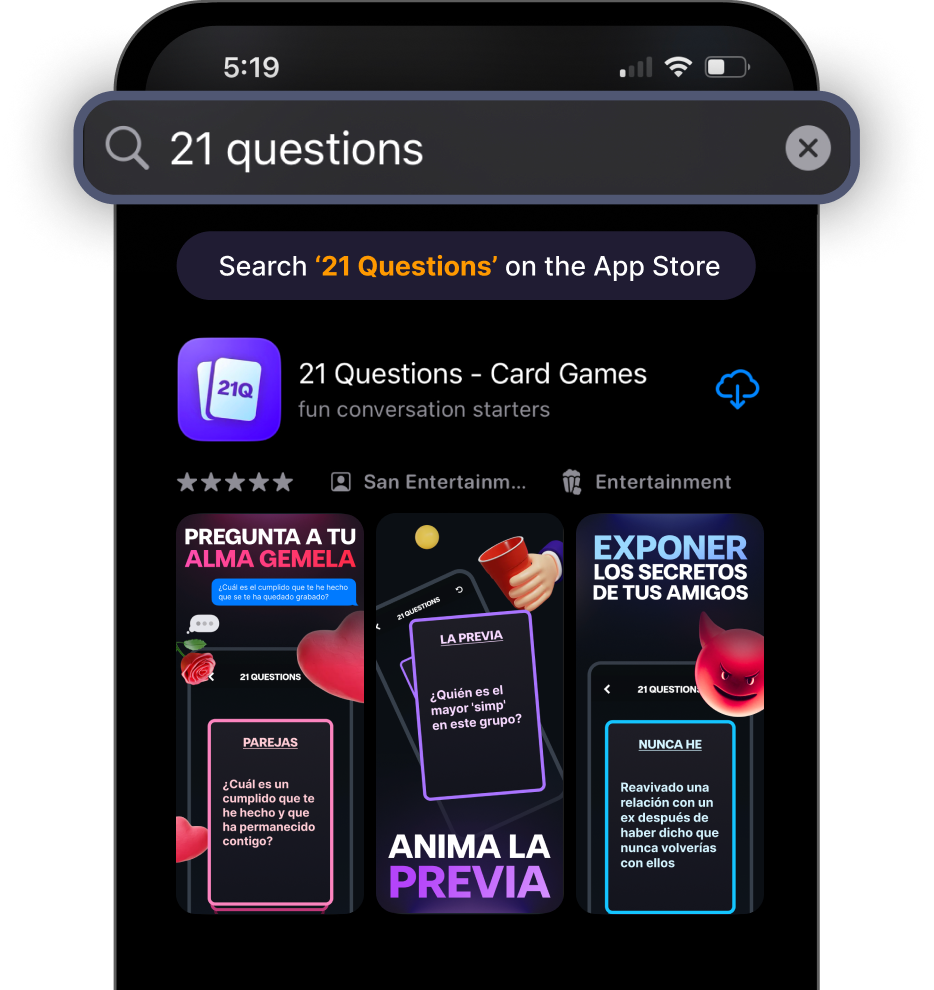 5:19
21 questions
Search ‘21 Questions’ on the App Store
21Q
21 Questions - Card Games
fun conversation starters
San Entertainm...
Entertainment
PREGUNTA A TU
ALMA GEMELA
¿Cuál es el cumplido que te he hecho
que se te ha quedado grabado?
21 QUESTIONS
PAREJAS
¿Cuál es un
cumplido que te
he hecho y que
ha permanecido
contigo?
21 QUESTIONS
LA PREVIA
¿Quién es el
mayor 'simp'
en este grupo?
ANIMA LA
PREVIA
EXPONER
LOS SECRETOS
DE TUS AMIGOS
21 QUESTION
NUNCA HE
Reavivado una
relación con un
ex después de
haber dicho que
nunca volverías
con ellos